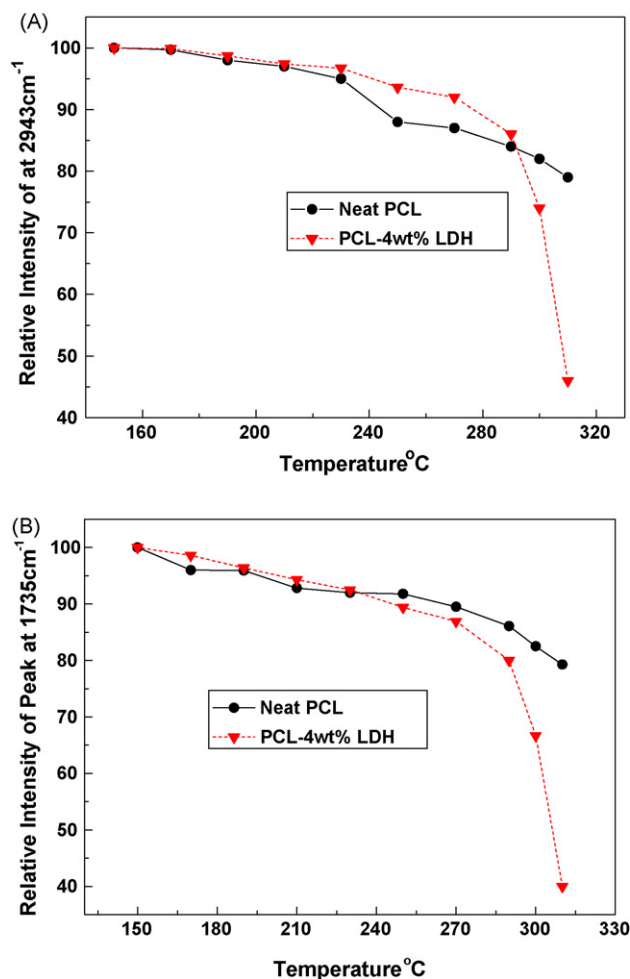 (A)
100
90
80
70
60
50
40
Relative Intensity of at 2943cm⁻¹
Neat PCL
PCL-4wt% LDH
160 200 240 280 320
Temperature°C
(B)
100
90
80
70
60
50
40
Relative Intensity of Peak at 1735cm⁻¹
Neat PCL
PCL-4wt% LDH
150 180 210 240 270 300 330
Temperature°C